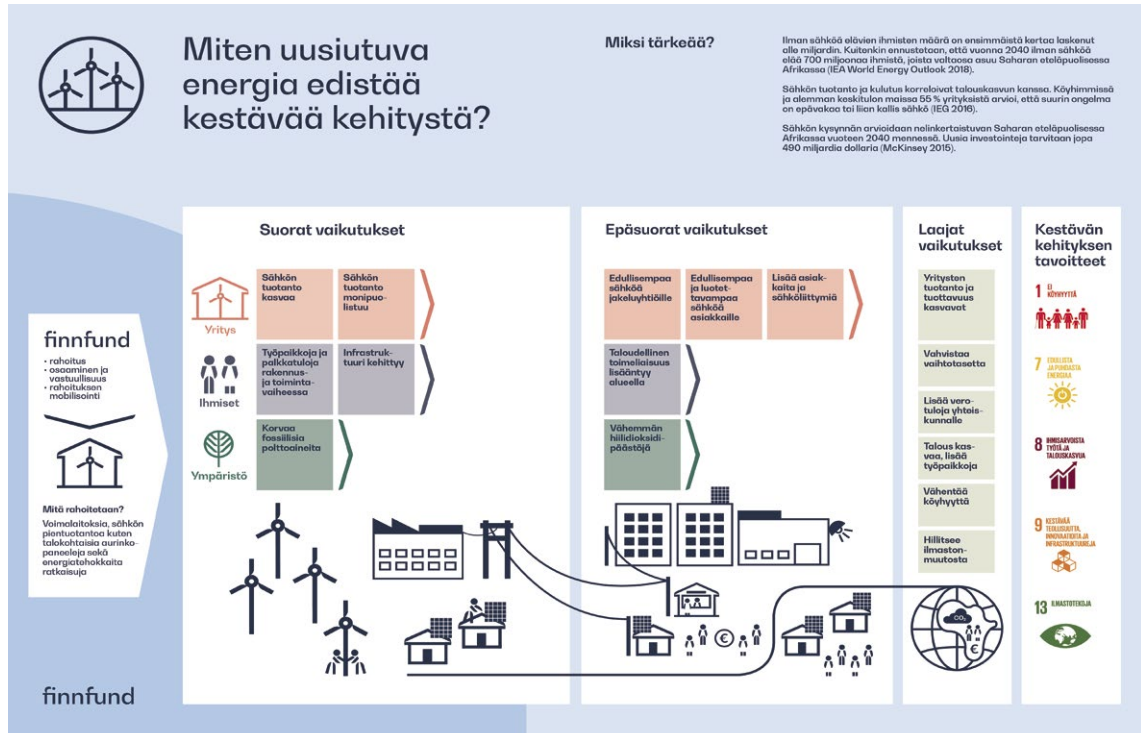 Miten uusiutuva
energia edistää
kestävää kehitystä?
Miksi tärkeää?
Ilman sähköä elävien ihmisten määrä on ensimmäistä kertaa laskenut
alle miljardin. Kuitenkin ennustetaan, että vuonna 2040 ilman sähköä
elää 700 miljoonaa ihmistä, joista valtaosa asuu Saharan eteläpuolisessa
Afrikassa (IEA World Energy Outlook 2018).
Sähkön tuotanto ja kulutus korreloivat talouskasvun kanssa. Köyhimmissä
ja alemman keskitulon maissa 55 % yrityksistä arvioi, että suurin ongelma
on epävakaa tai liian kallis sähkö (IEG 2016).
Sähkön kysynnän arvioidaan nelinkertaistuvan Saharan eteläpuolisessa
Afrikassa vuoteen 2040 mennessä. Uusia investointeja tarvitaan jopa
490 miljardia dollaria (McKinsey 2015).
finnfund
• rahoitus
• osaaminen ja
vastuullisuus
• rahoituksen
mobilisointi
Mitä rahoitetaan?
Voimalaitoksia, sähkön
pientuotantoa kuten
talokohtaisia aurinko-
paneeleja sekä
energiatehokkaita
ratkaisuja
Suorat vaikutukset
Yritys
Sähkön
tuotanto
kasvaa
Sähkön
tuotanto
monipuo-
listuu
Ihmiset
Työpaikkoja ja
palkkatuloja
rakennus-
ja toiminta-
vaiheessa
Infrastruk-
tuuri kehittyy
Ympäristö
Korvaa
fossiilisia
polttoaineita
Epäsuorat vaikutukset
Edullisempaa
sähköä
jakeluyhtiöille
Edullisempaa
ja luotet-
tavampaa
sähköä
asiakkaille
Lisää asiak-
kaita ja
sähköliittymiä
Taloudellinen
toimeliaisuus
lisääntyy
alueella
Vähemmän
hiilidioksidi-
päästöjä
€
Laajat
vaikutukset
Yritysten
tuotanto ja
tuottavuus
kasvavat
Vahvistaa
vaihtotasetta
Lisää vero-
tuloja yhteis-
kunnalle
Talous kas-
vaa, lisää
työpaikkoja
Vähentää
köyhyyttä
Hillitsee
ilmaston-
muutosta
CO₂
€
Kestävän
kehityksen
tavoitteet
1 EI
KÖYHYYTTÄ
7 EDULLISTA
JA PUHDASTA
ENERGIAA
8 IHMISARVOISTA
TYÖTÄ JA
TALOUSKASVUA
9 KESTÄVÄÄ
TEOLLISUUTTA,
INNOVAATIOITA JA
INFRASTRUKTUUREJA
13 ILMASTOTEKOJA
finnfund